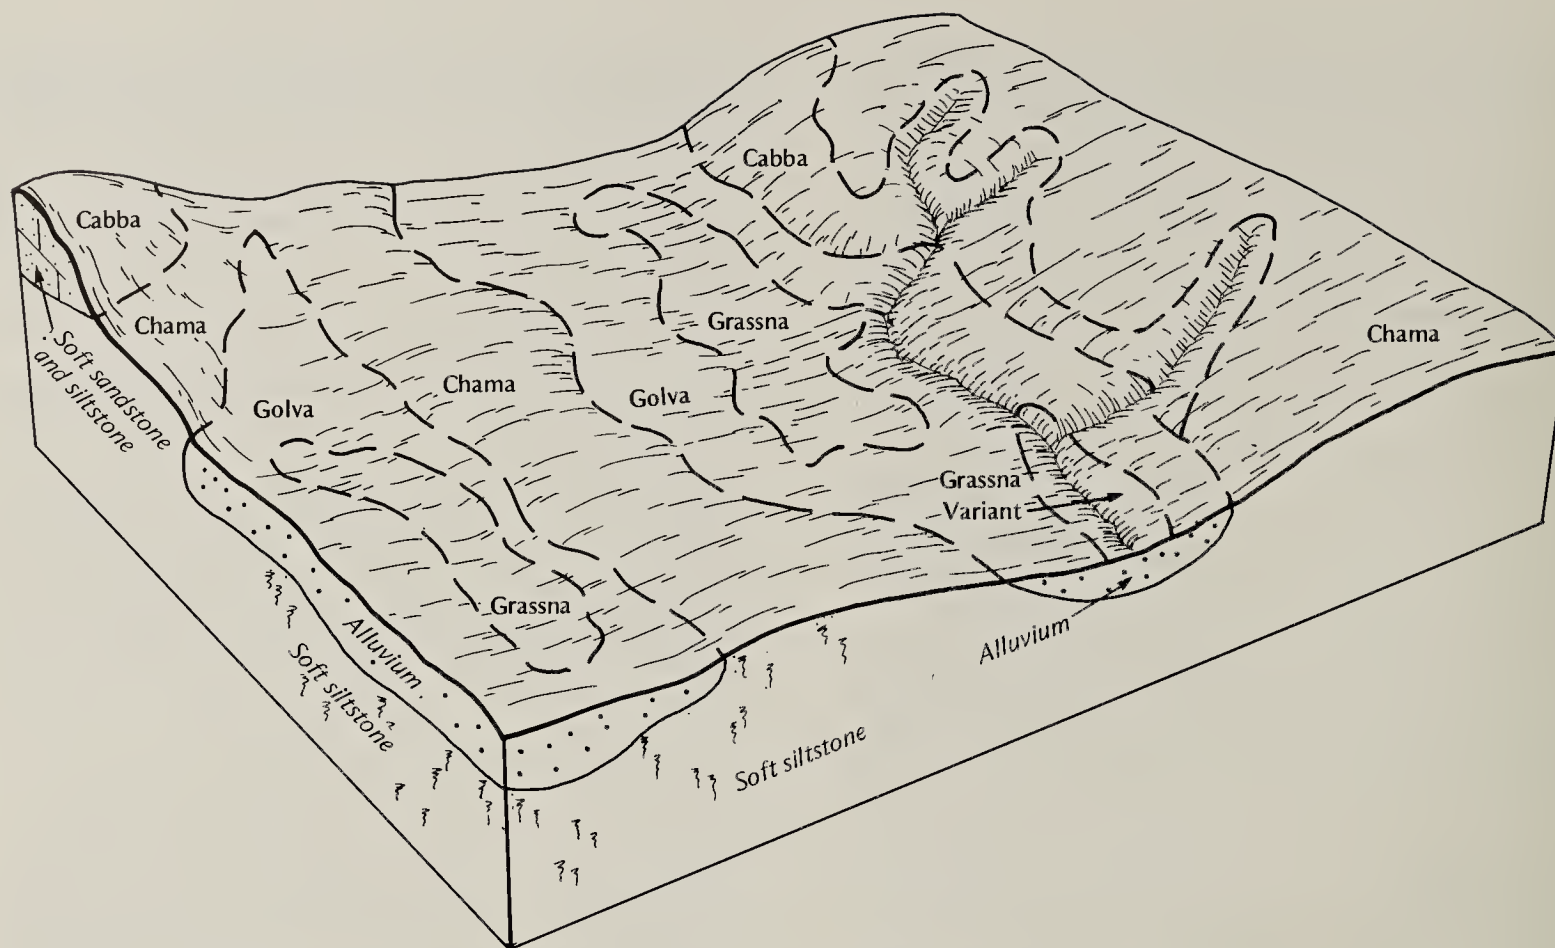 Cabba
Cabba
Chama
Grassna
Chama
Soft sandstone
and siltstone
Chama
Golva
Golva
Grassna
Variant
Grassna
Alluvium
Soft siltstone
Alluvium
Soft siltstone